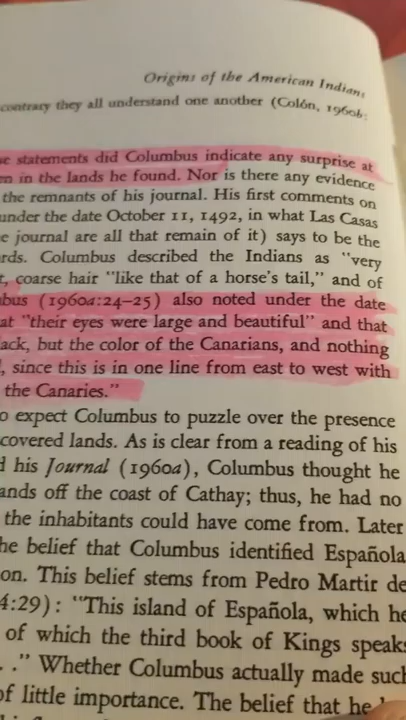 Origins of the American Indians
contrary they all understand one another (Colón, 1960b:
statements did Columbus indicate any surprise at
in the lands he found. Nor is there any evidence
the remnants of his journal. His first comments on
under the date October 11, 1492, in what Las Casas
journal are all that remain of it) says to be the
rds. Columbus described the Indians as "very
, coarse hair "like that of a horse's tail," and of
bus (1960a:24-25) also noted under the date
at "their eyes were large and beautiful" and that
ack, but the color of the Canarians, and nothing
, since this is in one line from east to west with
the Canaries."
o expect Columbus to puzzle over the presence
covered lands. As is clear from a reading of his
d his Journal (1960a), Columbus thought he
ands off the coast of Cathay; thus, he had no
the inhabitants could have come from. Later
he belief that Columbus identified Española
on. This belief stems from Pedro Martir de
4:29): "This island of Española, which he
of which the third book of Kings speaks
. ." Whether Columbus actually made such
of little importance. The belief that he